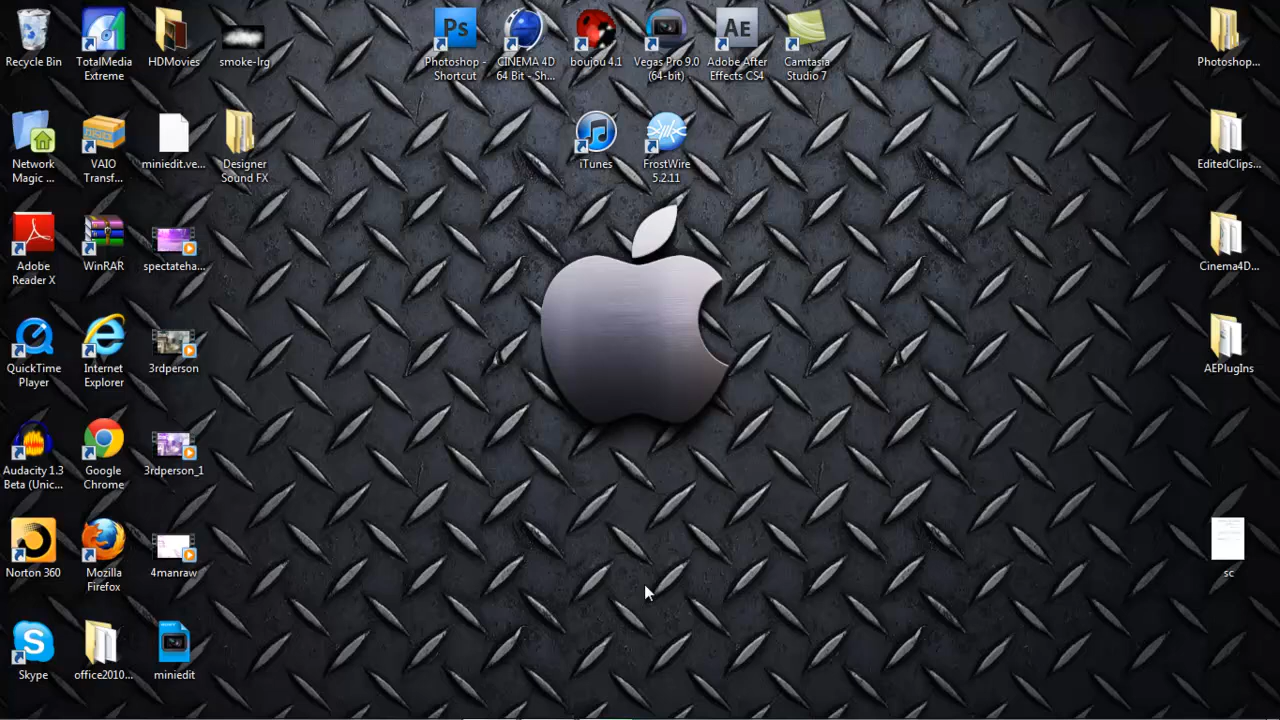 Recycle Bin
TotalMedia
Extreme
HDMovies
smoke-lrg
Ps
Photoshop -
Shortcut
CINEMA 4D
64 Bit - Sh...
boujou 4.1
Vegas Pro 9.0
(64-bit)
AE
Adobe After
Effects CS4
Camtasia
Studio 7
Photoshop...
Network
Magic ...
VAIO
Transf...
miniedit.ve...
Designer
Sound FX
iTunes
FrostWire
5.2.11
EditedClips...
Adobe
Reader X
WinRAR
spectateha...
Cinema4D...
QuickTime
Player
Internet
Explorer
3rdperson
AEPlugIns
Audacity 1.3
Beta (Unic...
Google
Chrome
3rdperson_1
Norton 360
Mozilla
Firefox
4manraw
sc
Skype
office2010...
miniedit